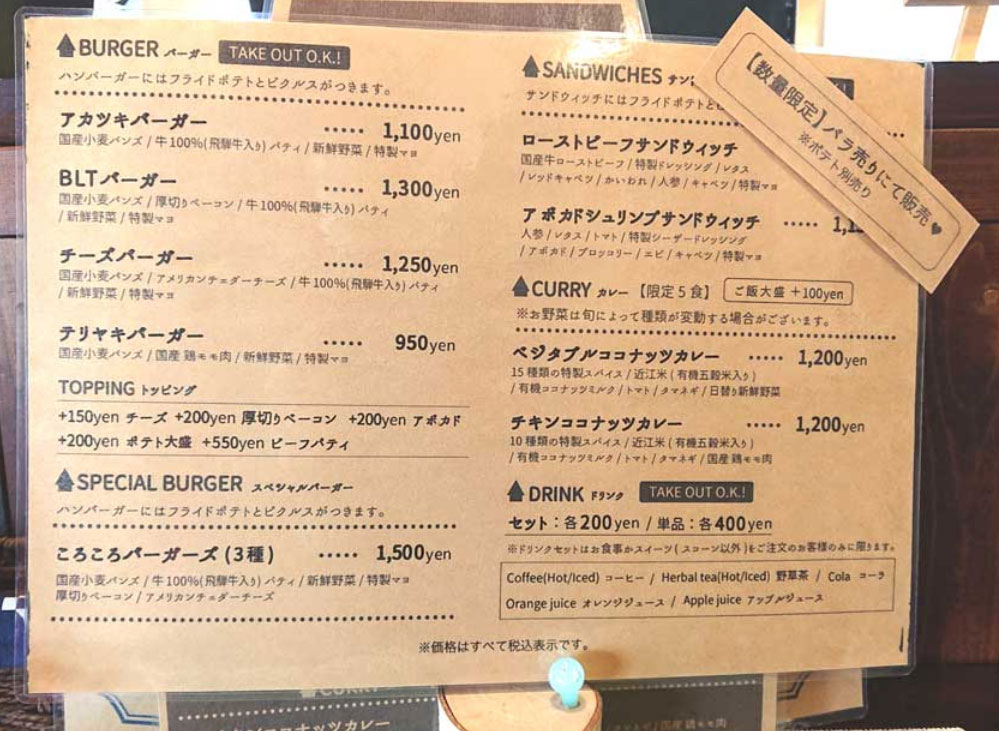 BURGER バーガー TAKE OUT O.K.!
ハンバーガーにはフライドポテトとピクルスがつきます。
アカツキバーガー ····· 1,100yen
国産小麦バンズ / 牛100%(飛騨牛入り) パティ / 新鮮野菜 / 特製マヨ
BLTバーガー ····· 1,300yen
国産小麦バンズ / 厚切りベーコン / 牛100%(飛騨牛入り) パティ
/ 新鮮野菜 / 特製マヨ
チーズバーガー ····· 1,250yen
国産小麦バンズ / アメリカンチェダーチーズ / 牛100%(飛騨牛入り) パティ
/ 新鮮野菜 / 特製マヨ
テリヤキバーガー ····· 950yen
国産小麦バンズ / 国産 鶏モモ肉 / 新鮮野菜 / 特製マヨ
TOPPING トッピング
+150yen チーズ +200yen 厚切りベーコン +200yen アボカド
+200yen ポテト大盛 +550yen ビーフパティ
SPECIAL BURGER スペシャルバーガー
ハンバーガーにはフライドポテトとピクルスがつきます。
ころころバーガーズ (3種) ····· 1,500yen
国産小麦バンズ / 牛100%(飛騨牛入り) パティ / 新鮮野菜 / 特製マヨ
厚切りベーコン / アメリカンチェダーチーズ
SANDWICHES サン
サンドウィッチにはフライドポテトと
【数量限定】バラ売りにて販売♥
※ポテト別売り
ローストビーフサンドウィッチ
国産牛ローストビーフ / 特製ドレッシング / レタス
/ レッドキャベツ / かいわれ / 人参 / キャベツ / 特製マヨ
アボカドシュリンプサンドウィッチ ····· 1,1
人参 / レタス / トマト / 特製シーザードレッシング
/ アボカド / ブロッコリー / エビ / キャベツ / 特製マヨ
CURRY カレー 【限定5食】 ご飯大盛 +100yen
※お野菜は旬によって種類が変動する場合がございます。
ベジタブルココナッツカレー ····· 1,200yen
15種類の特製スパイス / 近江米 ( 有機五穀米入り )
/ 有機ココナッツミルク / トマト / タマネギ / 日替り新鮮野菜
チキンココナッツカレー ····· 1,200yen
10種類の特製スパイス / 近江米 ( 有機五穀米入り )
/ 有機ココナッツミルク / トマト / タマネギ / 国産 鶏モモ肉
DRINK ドリンク TAKE OUT O.K.!
セット：各200yen / 単品：各400yen
※ドリンクセットはお食事かスイーツ ( スコーン以外 )をご注文のお客様のみに限ります。
Coffee(Hot/Iced) コーヒー / Herbal tea(Hot/Iced) 野草茶 / Cola コーラ
Orange juice オレンジジュース / Apple juice アップルジュース
※価格はすべて税込表示です。
CURRY
ココナッツカレー
国産 鶏モモ肉